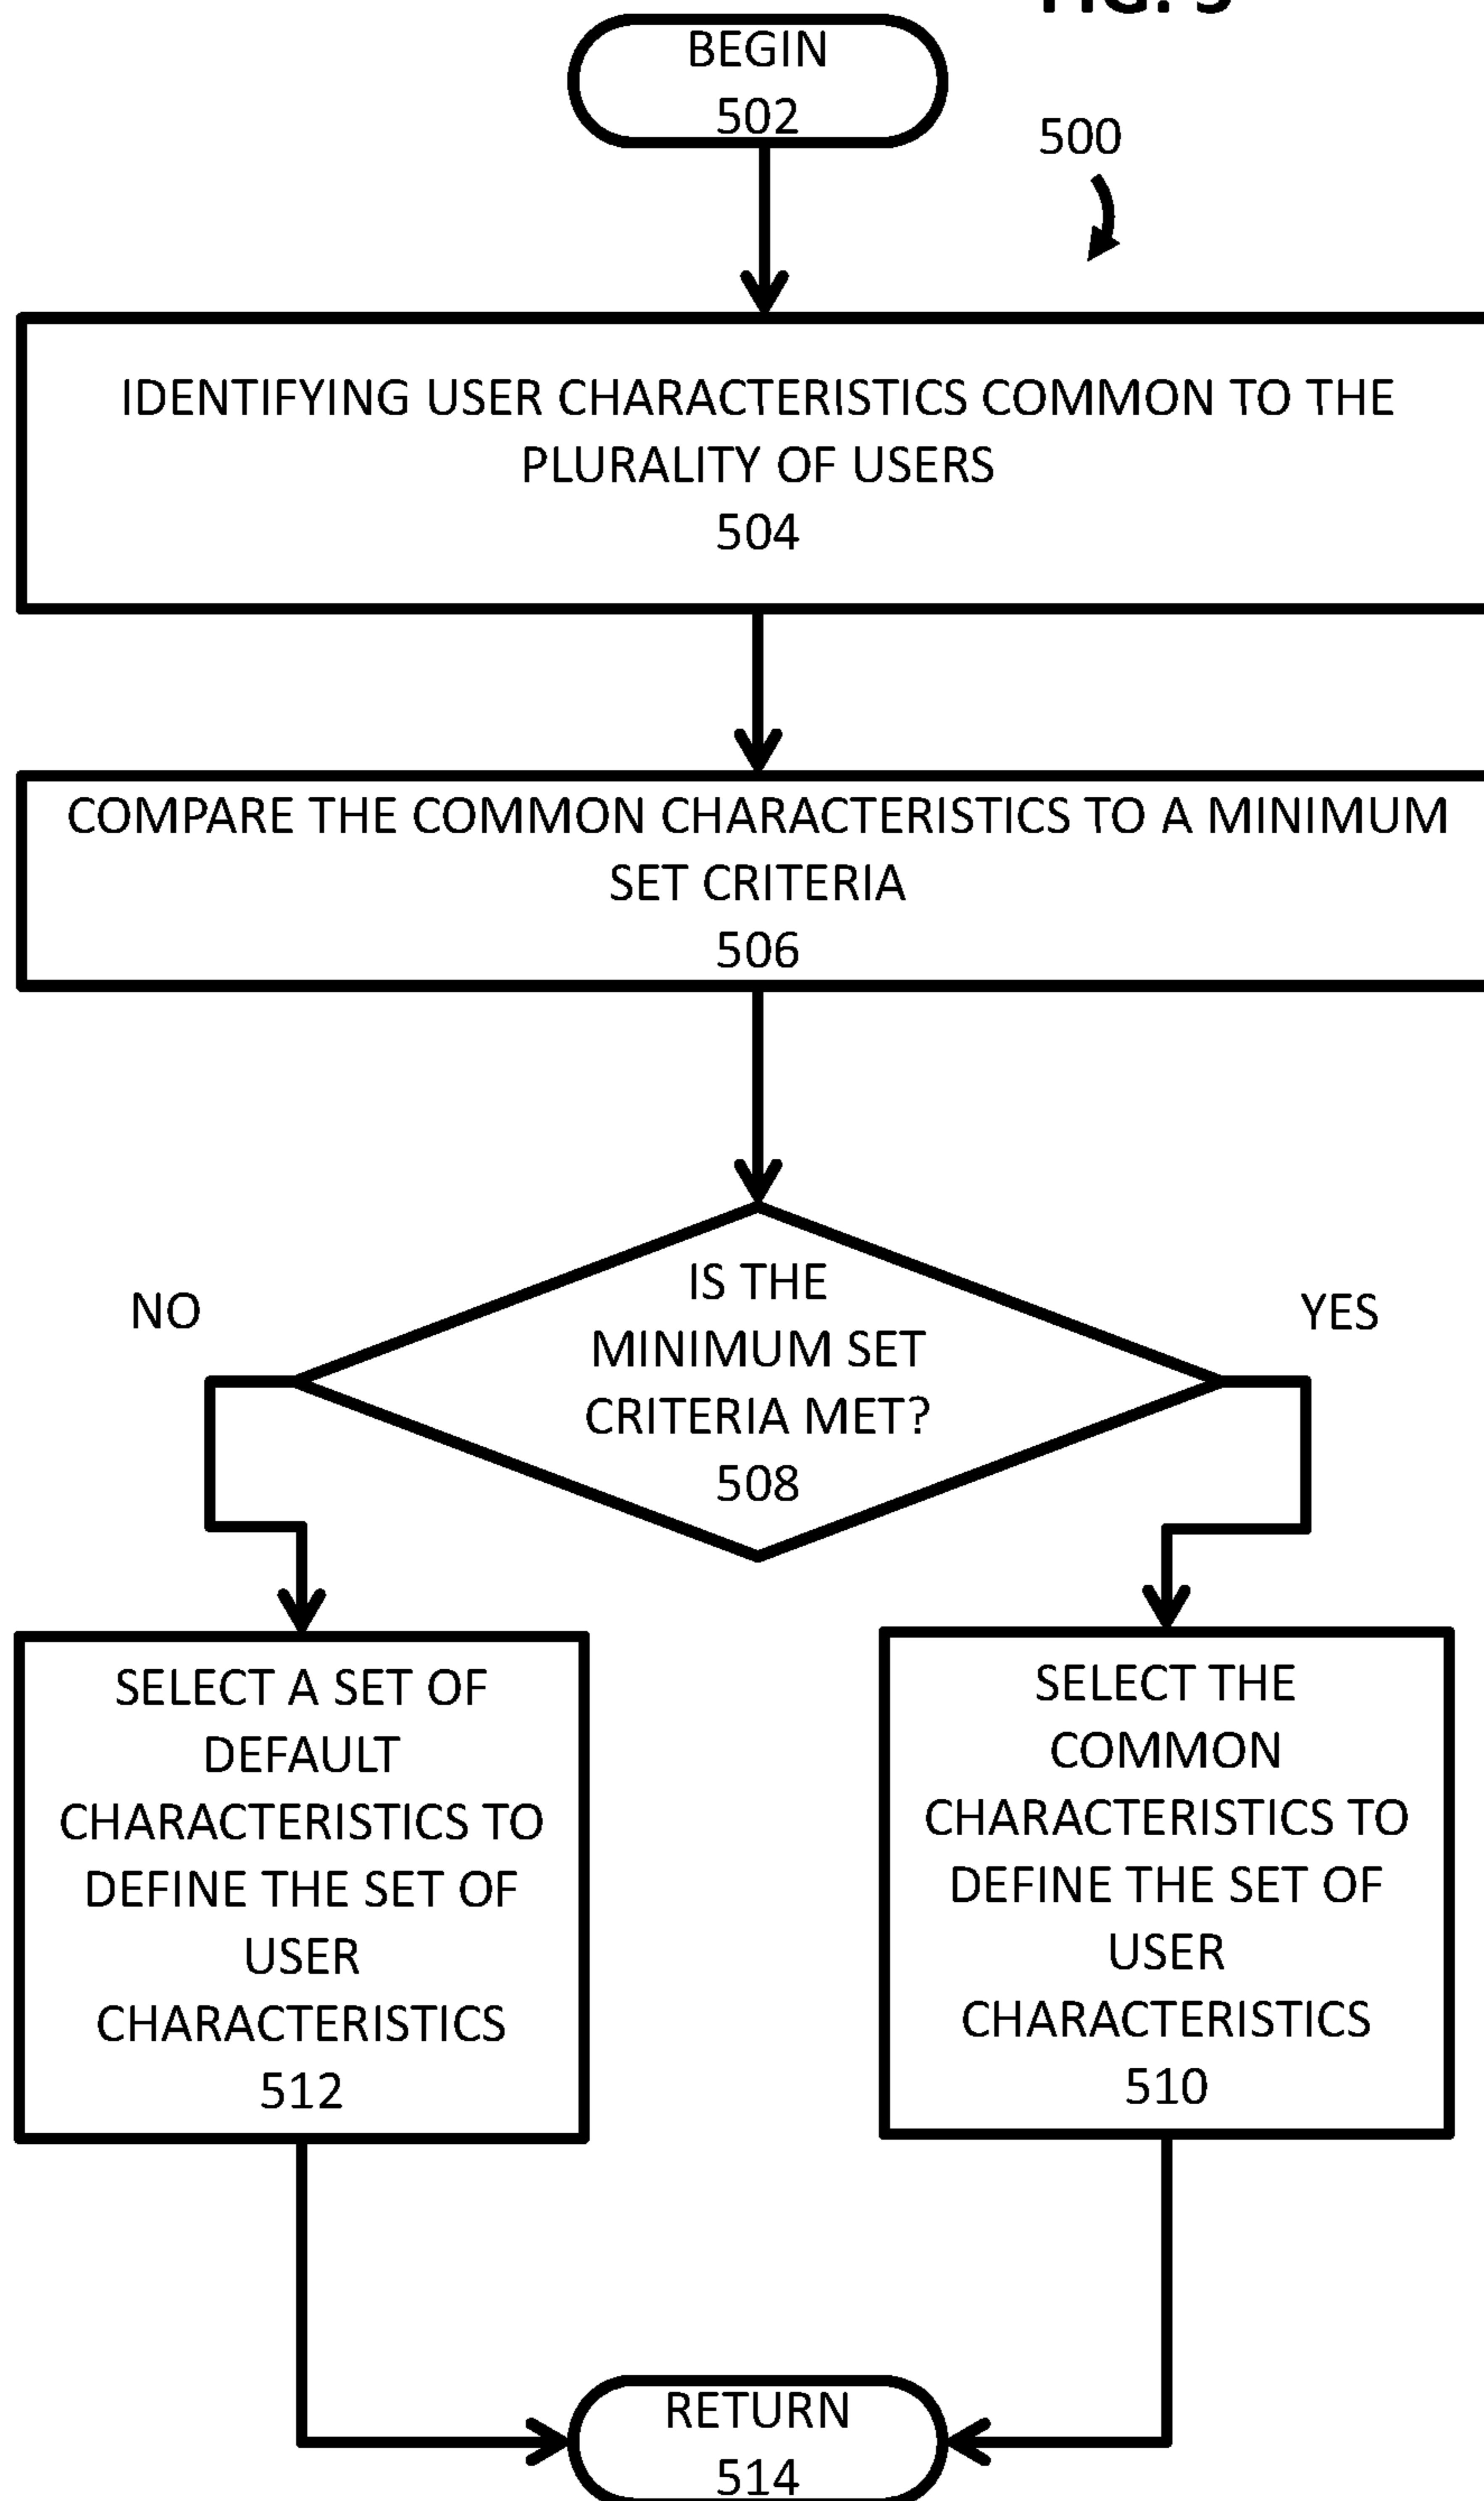 BEGIN
502
500
IDENTIFYING USER CHARACTERISTICS COMMON TO THE
PLURALITY OF USERS
504
COMPARE THE COMMON CHARACTERISTICS TO A MINIMUM
SET CRITERIA
506
IS THE
MINIMUM SET
CRITERIA MET?
508
NO
YES
SELECT A SET OF
DEFAULT
CHARACTERISTICS TO
DEFINE THE SET OF
USER
CHARACTERISTICS
512
SELECT THE
COMMON
CHARACTERISTICS TO
DEFINE THE SET OF
USER
CHARACTERISTICS
510
RETURN
514